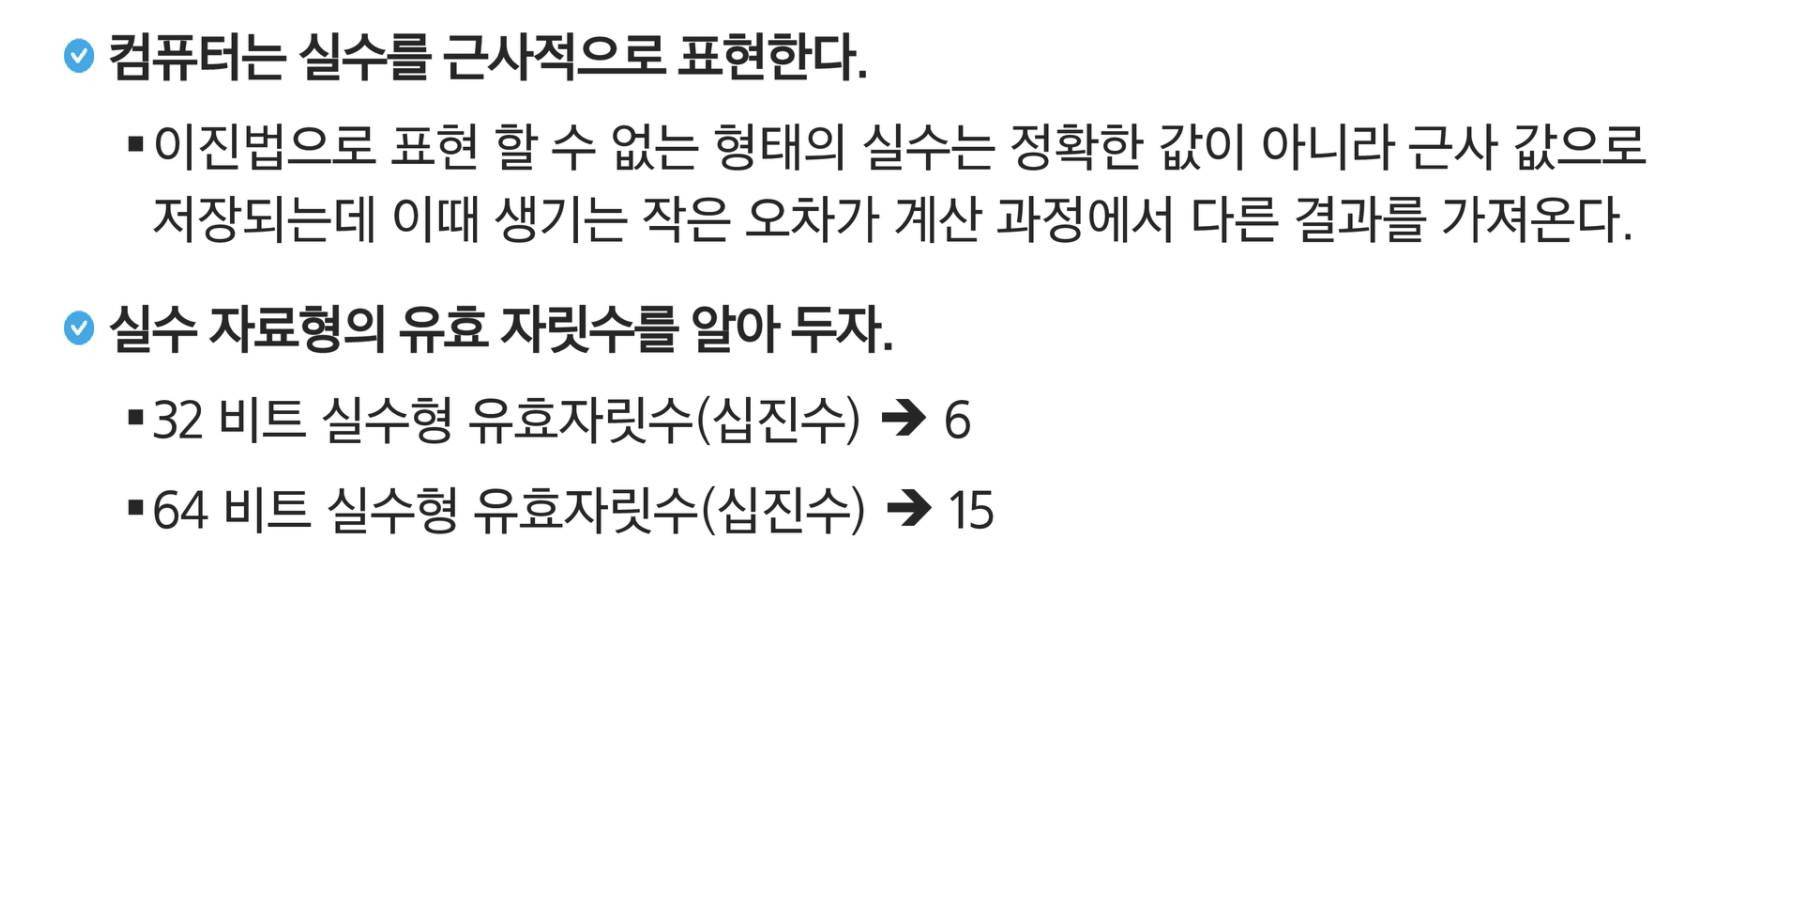 컴퓨터는 실수를 근사적으로 표현한다.
▪이진법으로 표현 할 수 없는 형태의 실수는 정확한 값이 아니라 근사 값으로
저장되는데 이때 생기는 작은 오차가 계산 과정에서 다른 결과를 가져온다.
실수 자료형의 유효 자릿수를 알아 두자.
▪32 비트 실수형 유효자릿수(십진수) ➔ 6
▪64 비트 실수형 유효자릿수(십진수) ➔ 15